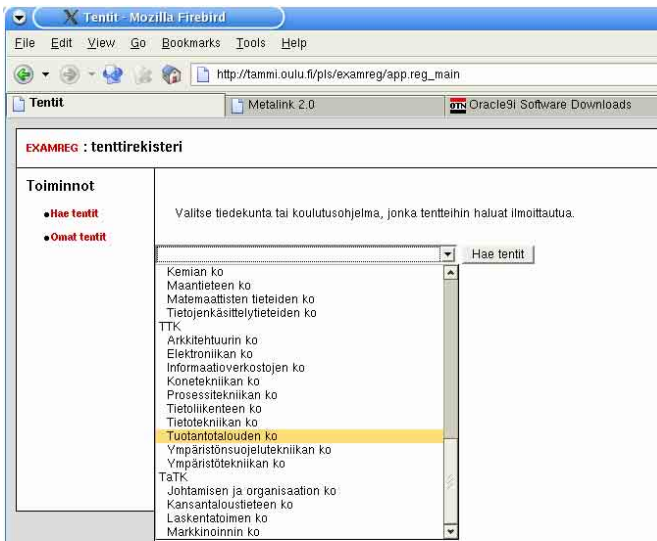 Tentit - Mozilla Firebird
File Edit View Go Bookmarks Tools Help
http://tammi.oulu.fi/pls/examreg/app.reg_main
Tentit
Metalink 2.0
OTN Oracle9i Software Downloads
EXAMREG : tenttirekisteri
Toiminnot
Hae tentit
Omat tentit
Valitse tiedekunta tai koulutusohjelma, jonka tentteihin haluat ilmoittautua.
Hae tentit
Kemian ko
Maantieteen ko
Matemaattisten tieteiden ko
Tietojenkäsittelytieteiden ko
TTK
Arkkitehtuurin ko
Elektroniikan ko
Informaatioverkostojen ko
Konetekniikan ko
Prosessitekniikan ko
Tietoliikenteen ko
Tietotekniikan ko
Tuotantotalouden ko
Ympäristönsuojelutekniikan ko
Ympäristötekniikan ko
TaTK
Johtamisen ja organisaation ko
Kansantaloustieteen ko
Laskentatoimen ko
Markkinoinnin ko